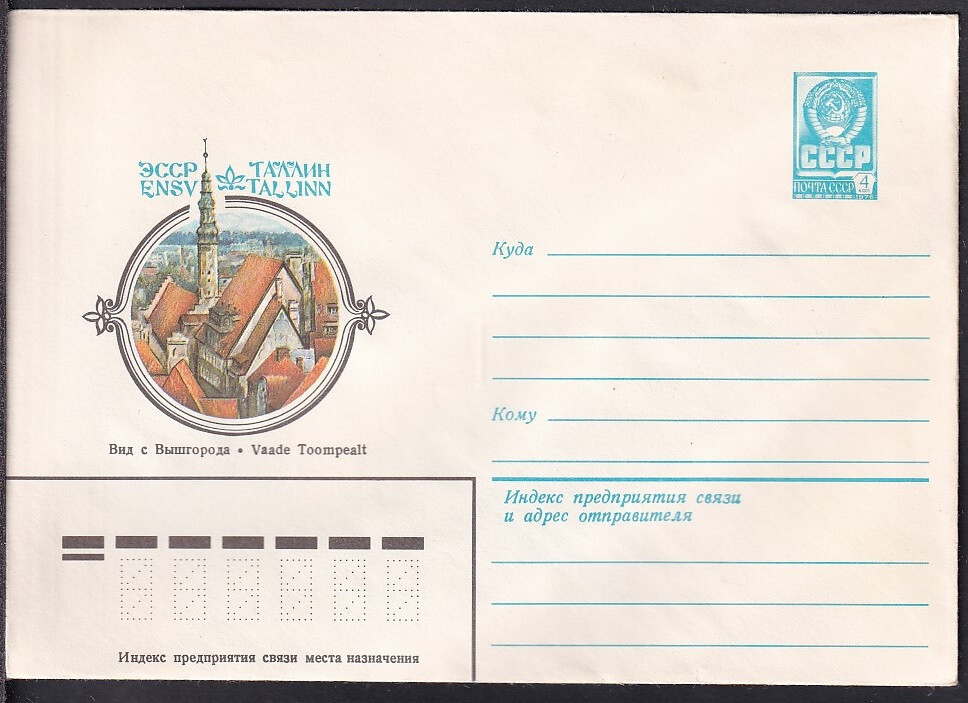 ЭССР ТАЛЛИН
ENSV TALLINN
Вид с Вышгорода • Vaade Toompealt
СССР
ПОЧТА СССР 4
КОП
1978
Куда
Кому
Индекс предприятия связи
и адрес отправителя
Индекс предприятия связи места назначения